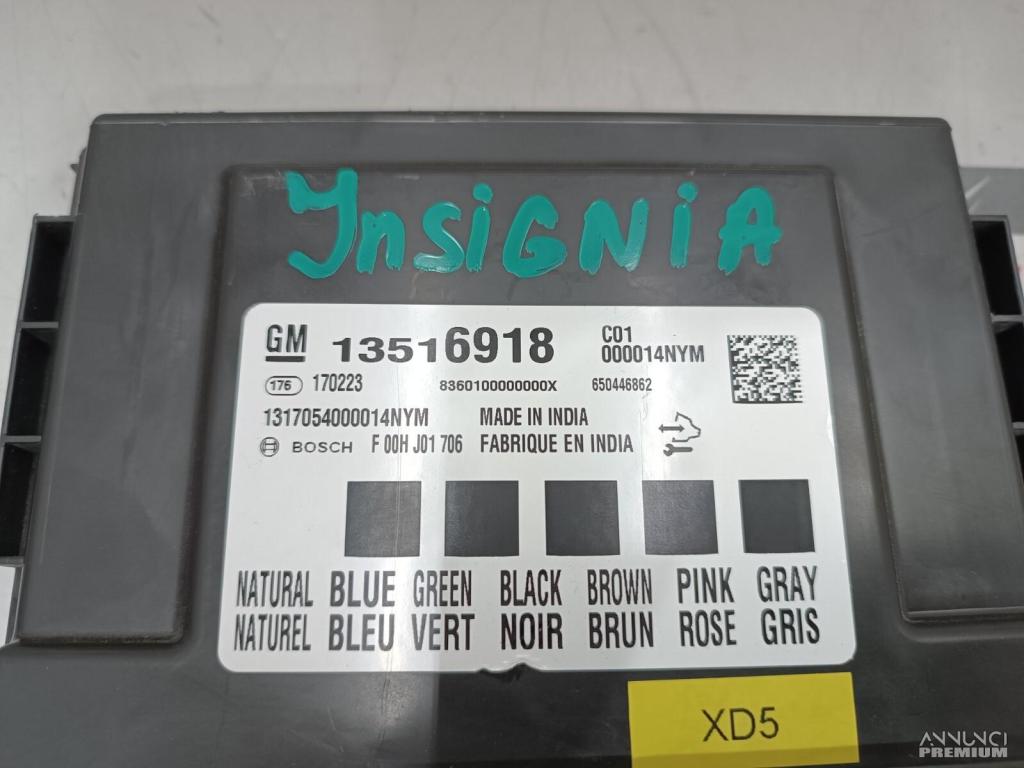 InSiGNiA
GM 13516918 C01
000014NYM
176 170223 8360100000000X 650446862
1317054000014NYM MADE IN INDIA
BOSCH F 00H J01 706 FABRIQUE EN INDIA
NATURAL BLUE GREEN BLACK BROWN PINK GRAY
NATUREL BLEU VERT NOIR BRUN ROSE GRIS
XD5
ANNUNCI
PREMIUM